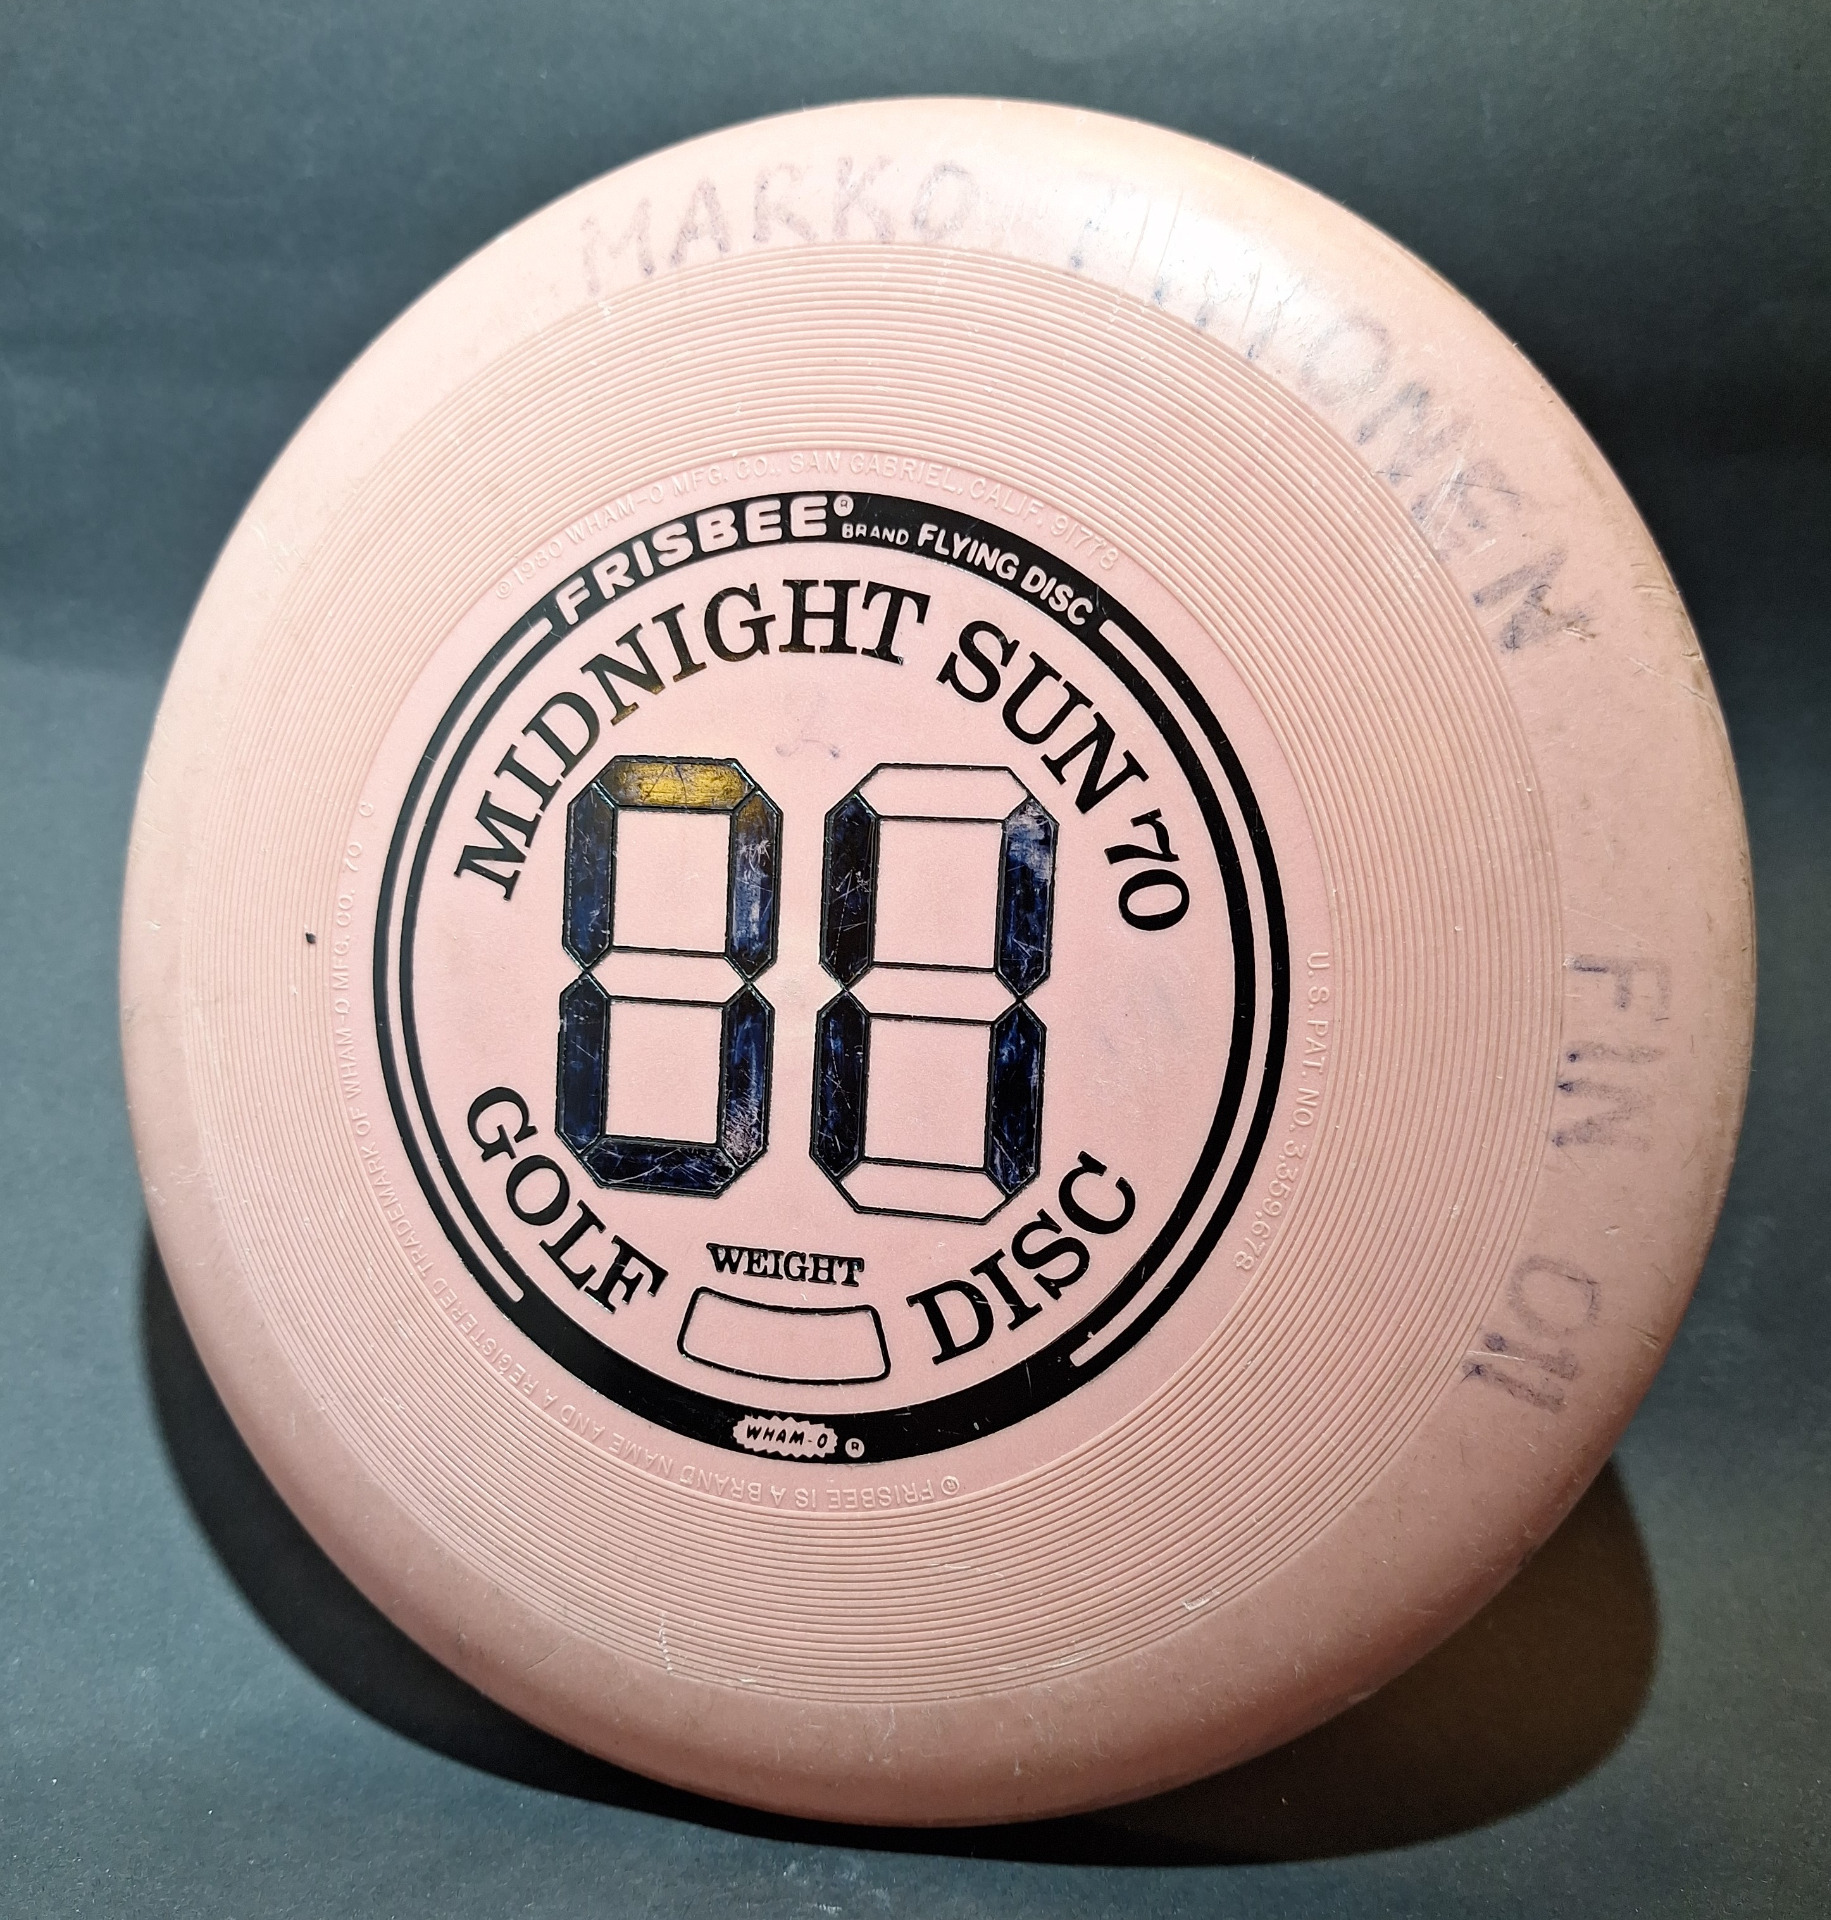 MARKO
FIN ON
© 1980 WHAM-O MFG. CO., SAN GABRIEL, CALIF. 91778
FRISBEE® BRAND FLYING DISC
MIDNIGHT SUN 70
88
GOLF DISC
WEIGHT
WHAM-O ®
U.S. PAT. NO. 3,359,678
® FRISBEE IS A BRAND NAME AND A REGISTERED TRADEMARK OF WHAM-O MFG. CO. 70 C